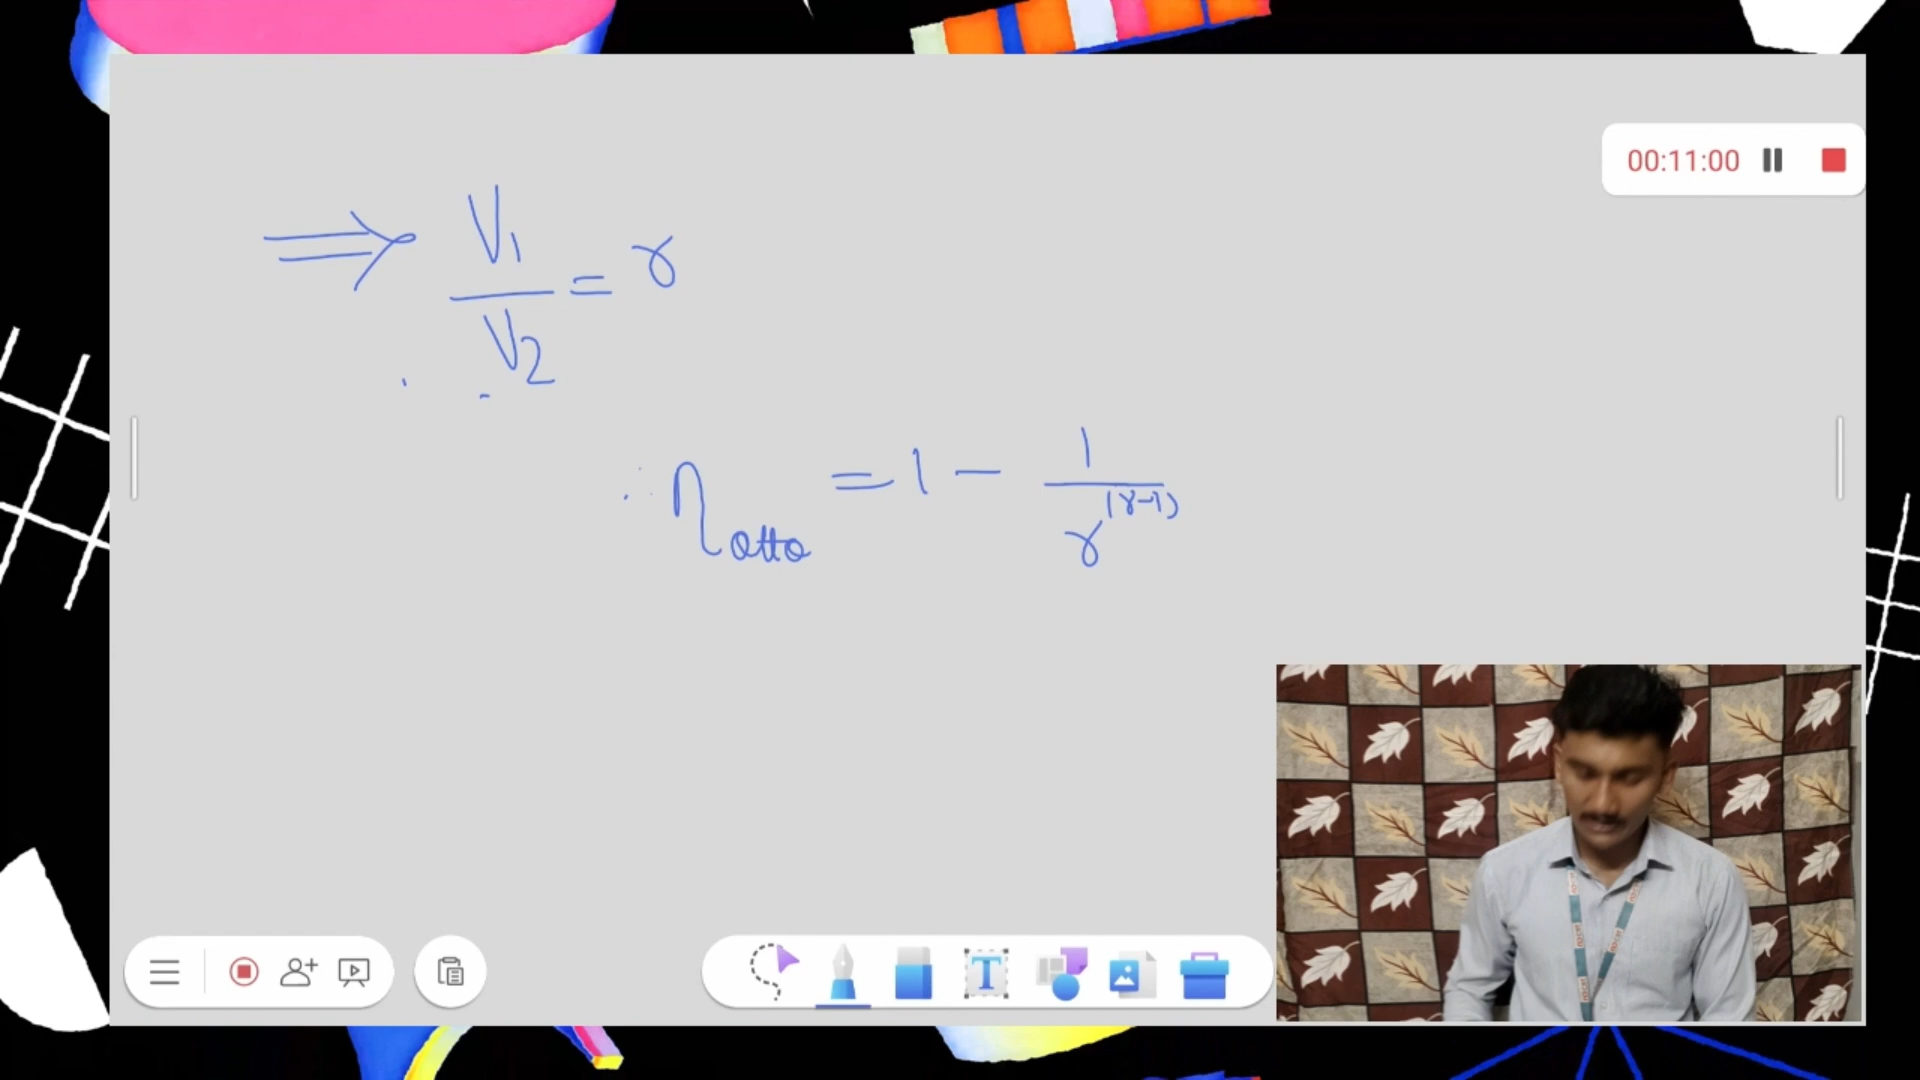 00:11:00
⇒ V₁/V₂ = r
∴ η_otto = 1 - 1/r^(γ-1)
T